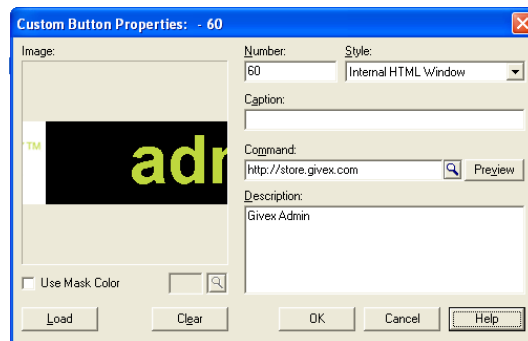 Custom Button Properties: - 60
Image:
Number:
Style:
60
Internal HTML Window
Caption:
™ adm
Command:
http://store.givex.com
Preview
Description:
Givex Admin
Use Mask Color
Load
Clear
OK
Cancel
Help